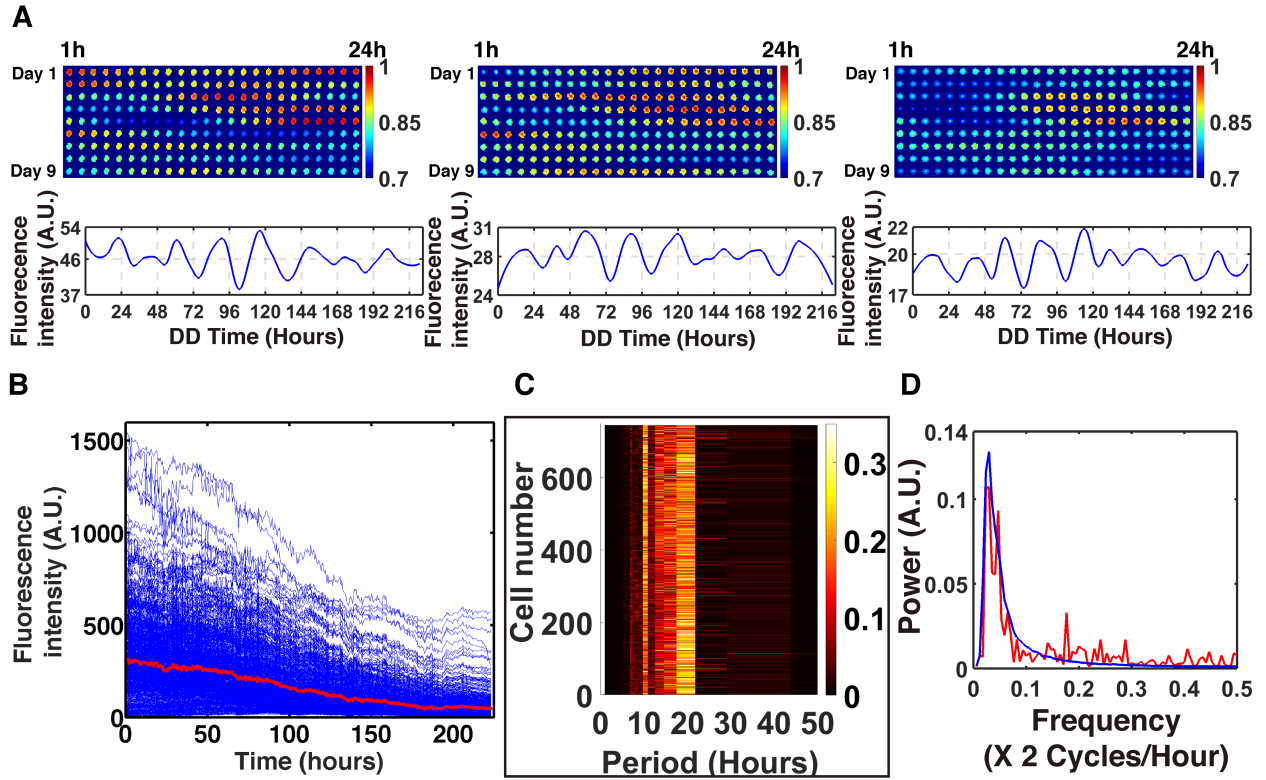 A
1h 24h
Day 1
Day 9
1
0.85
0.7
Fluorescence
intensity (A.U.)
54
46
37
0 24 48 72 96 120 144 168 192 216
DD Time (Hours)
1h 24h
Day 1
Day 9
1
0.85
0.7
Fluorescence
intensity (A.U.)
31
28
24
0 24 48 72 96 120 144 168 192 216
DD Time (Hours)
1h 24h
Day 1
Day 9
1
0.85
0.7
Fluorescence
intensity (A.U.)
22
20
17
0 24 48 72 96 120 144 168 192 216
DD Time (Hours)
B
Fluorescence
intensity (A.U.)
1500
1000
500
0
0 50 100 150 200
Time (hours)
C
Cell number
600
400
200
0
0 10 20 30 40 50
Period (Hours)
0.3
0.2
0.1
0
D
Power (A.U.)
0.14
0.1
0.05
0
0 0.1 0.2 0.3 0.4 0.5
Frequency
(X 2 Cycles/Hour)